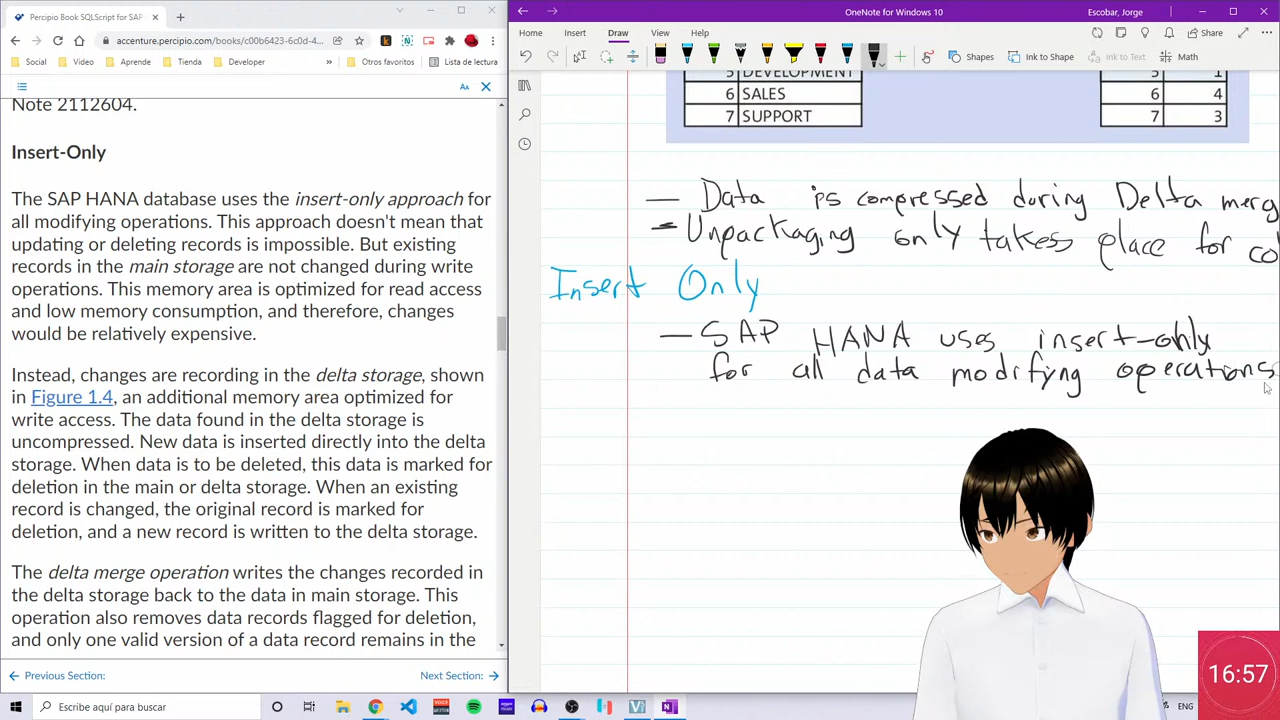 Percipio Book SQLScript for SAP
accenture.percipio.com/books/c00b6423-6c0d-4...
Social
Video
Aprende
Tienda
Developer
»
Otros favoritos
Lista de lectura
Note 2112604.
Insert-Only
The SAP HANA database uses the insert-only approach for
all modifying operations. This approach doesn't mean that
updating or deleting records is impossible. But existing
records in the main storage are not changed during write
operations. This memory area is optimized for read access
and low memory consumption, and therefore, changes
would be relatively expensive.
Instead, changes are recording in the delta storage, shown
in Figure 1.4, an additional memory area optimized for
write access. The data found in the delta storage is
uncompressed. New data is inserted directly into the delta
storage. When data is to be deleted, this data is marked for
deletion in the main or delta storage. When an existing
record is changed, the original record is marked for
deletion, and a new record is written to the delta storage.
The delta merge operation writes the changes recorded in
the delta storage back to the data in main storage. This
operation also removes data records flagged for deletion,
and only one valid version of a data record remains in the
Previous Section:
Next Section:
OneNote for Windows 10
Escobar, Jorge
Home
Insert
Draw
View
Help
Share
Shapes
Ink to Shape
Ink to Text
Math
5 DEVELOPMENT
6 SALES
7 SUPPORT
5 1
6 4
7 3
— Data is compressed during Delta merg
- Unpackaging only takess place for col
Insert Only
— SAP HANA uses insert-only
for all data modifiyng operations
16:57
Escribe aquí para buscar
ENG